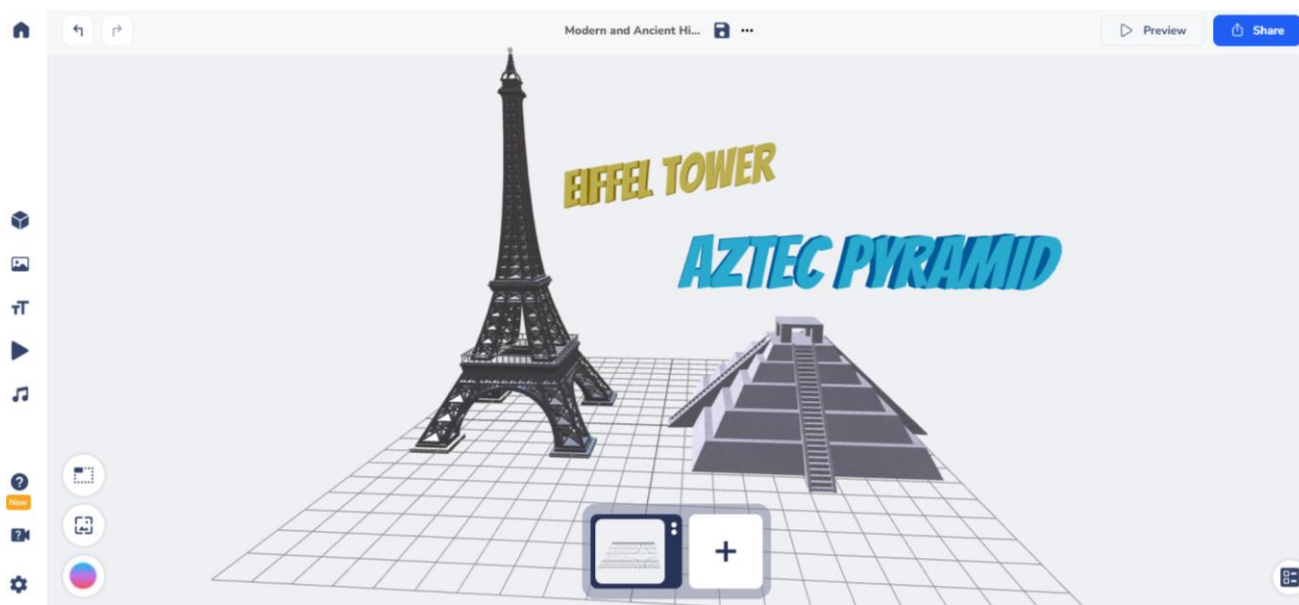 Modern and Ancient Hi...
Preview
Share
EIFFEL TOWER
AZTEC PYRAMID
New